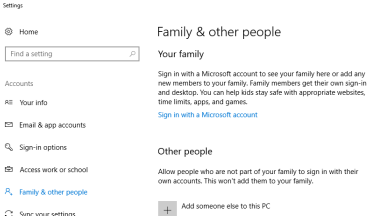 Settings
Home
Find a setting
Accounts
Your info
Email & app accounts
Sign-in options
Access work or school
Family & other people
Sync your settings
Family & other people
Your family
Sign in with a Microsoft account to see your family here or add any
new members to your family. Family members get their own sign-in
and desktop. You can help kids stay safe with appropriate websites,
time limits, apps, and games.
Sign in with a Microsoft account
Other people
Allow people who are not part of your family to sign in with their
own accounts. This won't add them to your family.
Add someone else to this PC